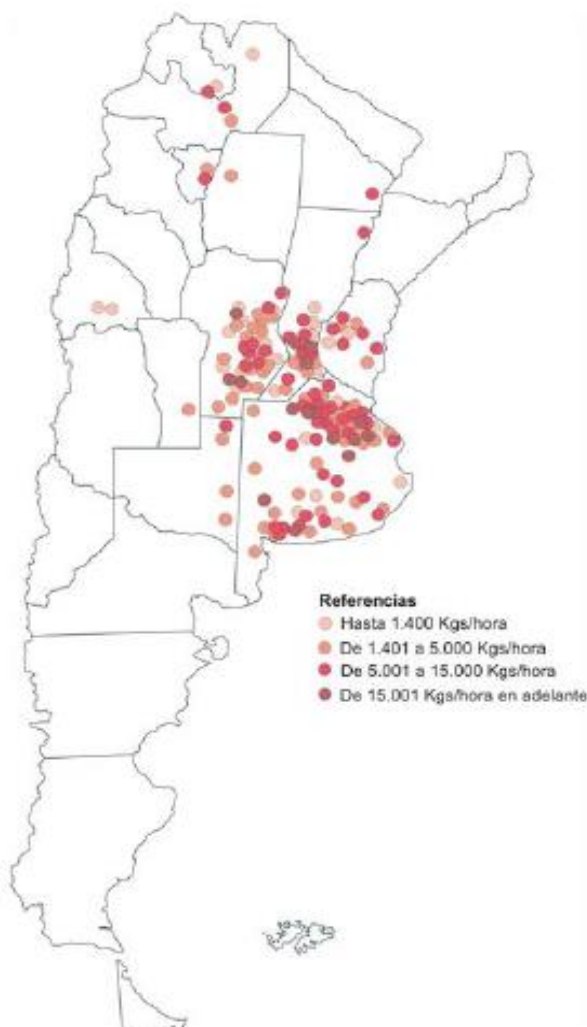 Referencias
Hasta 1.400 Kgs/hora
De 1.401 a 5.000 Kgs/hora
De 5.001 a 15.000 Kgs/hora
De 15.001 Kgs/hora en adelante